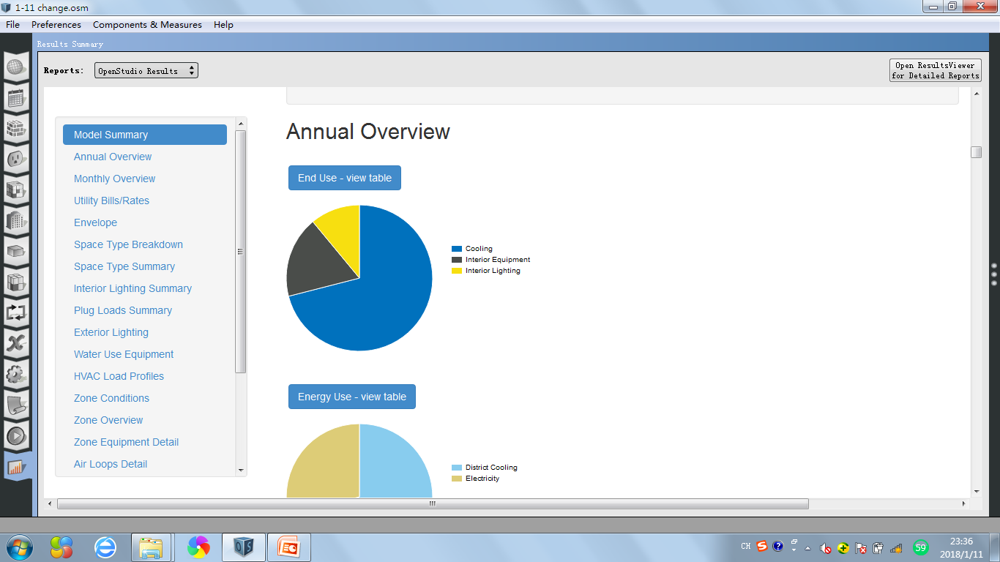 1-11 change.osm
File Preferences Components & Measures Help
Results Summary
Reports: OpenStudio Results
Open ResultsViewer
for Detailed Reports
Model Summary
Annual Overview
Monthly Overview
Utility Bills/Rates
Envelope
Space Type Breakdown
Space Type Summary
Interior Lighting Summary
Plug Loads Summary
Exterior Lighting
Water Use Equipment
HVAC Load Profiles
Zone Conditions
Zone Overview
Zone Equipment Detail
Air Loops Detail
Annual Overview
End Use - view table
Cooling
Interior Equipment
Interior Lighting
Energy Use - view table
District Cooling
Electricity
CH
59
23:36
2018/1/11